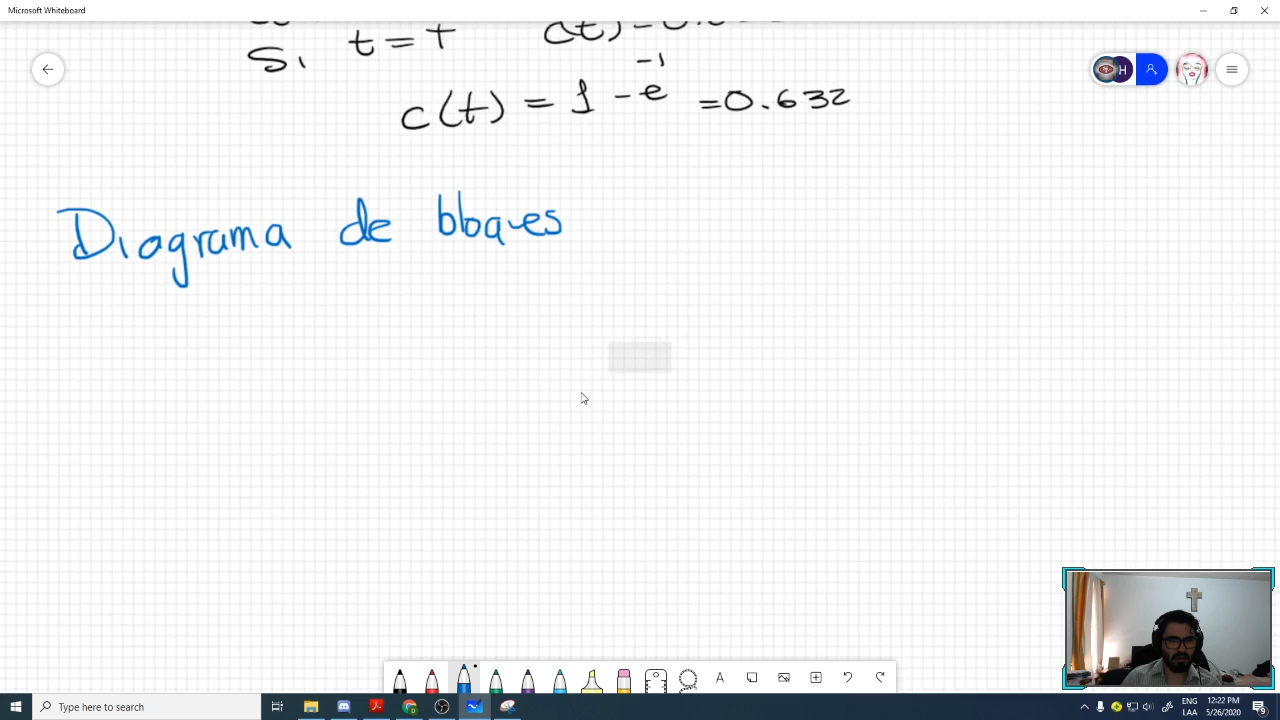 Microsoft Whiteboard
Si t = T c(t) =
c(t) = 1 - e^-1 = 0.632
Diagrama de bloques
H
A
Type here to search
ENG
LAA
12:22 PM
5/26/2020
9